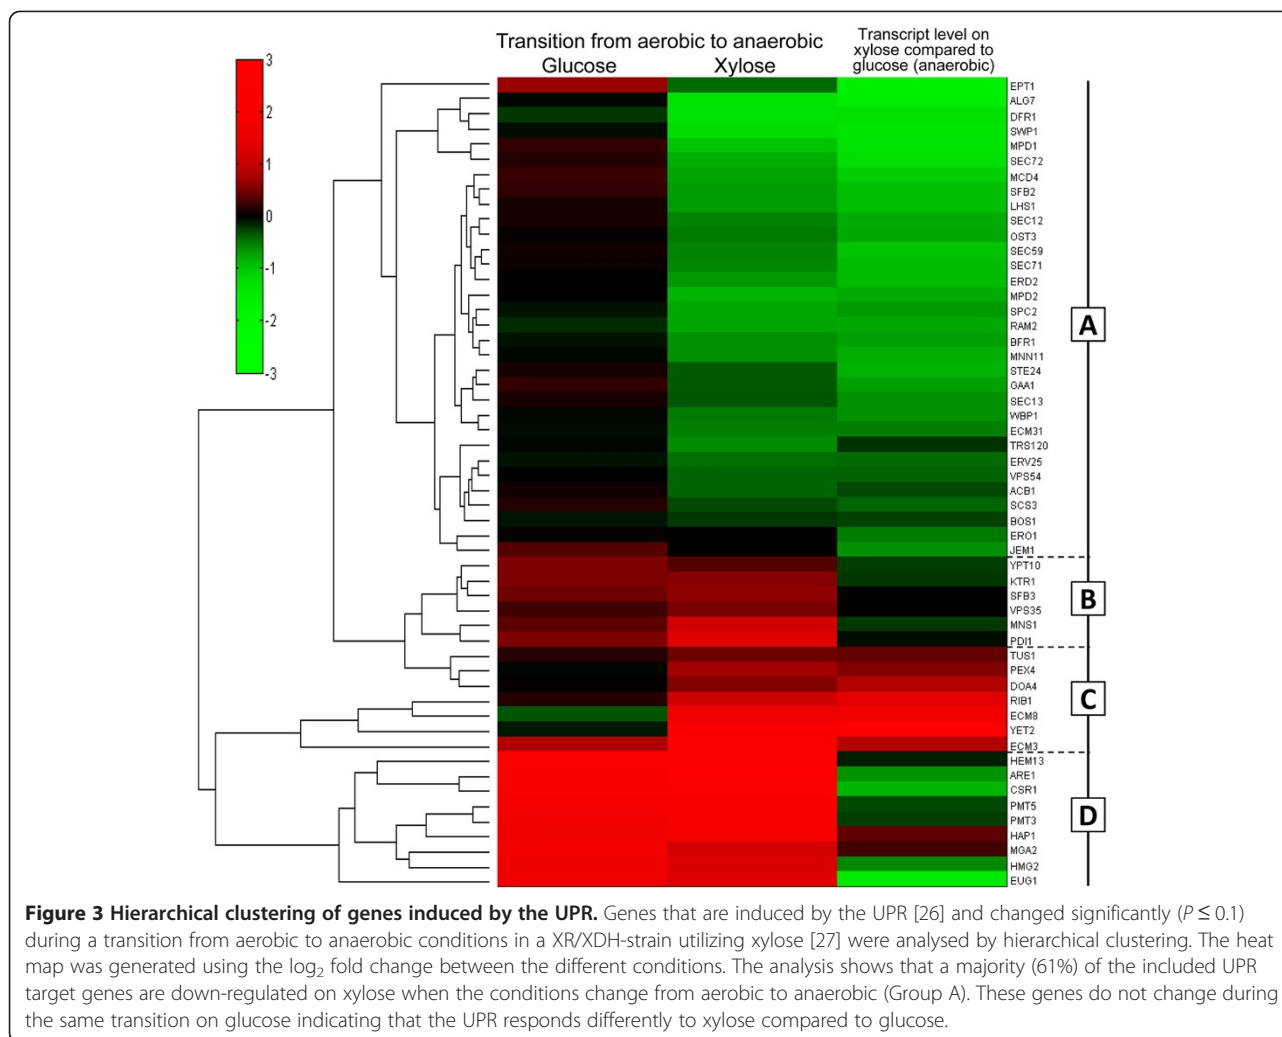 Transition from aerobic to anaerobic
Glucose
Xylose
Transcript level on
xylose compared to
glucose (anaerobic)
3
2
1
0
-1
-2
-3
EPT1
ALG7
DFR1
SWP1
MPD1
SEC72
MCD4
SFB2
LHS1
SEC12
OST3
SEC59
SEC71
ERD2
MPD2
SPC2
RAM2
BFR1
MNN11
STE24
GAA1
SEC13
WBP1
ECM31
TRS120
ERV25
VPS54
ACB1
SCS3
BOS1
ERO1
JEM1
A
YPT10
KTR1
SFB3
VPS35
MNS1
PDI1
B
TUS1
PEX4
DOA4
RIB1
ECM8
YET2
ECM3
C
HEM13
ARE1
CSR1
PMT5
PMT3
HAP1
MGA2
HMG2
EUG1
D
Figure 3 Hierarchical clustering of genes induced by the UPR. Genes that are induced by the UPR [26] and changed significantly (P ≤ 0.1)
during a transition from aerobic to anaerobic conditions in a XR/XDH-strain utilizing xylose [27] were analysed by hierarchical clustering. The heat
map was generated using the log₂ fold change between the different conditions. The analysis shows that a majority (61%) of the included UPR
target genes are down-regulated on xylose when the conditions change from aerobic to anaerobic (Group A). These genes do not change during
the same transition on glucose indicating that the UPR responds differently to xylose compared to glucose.